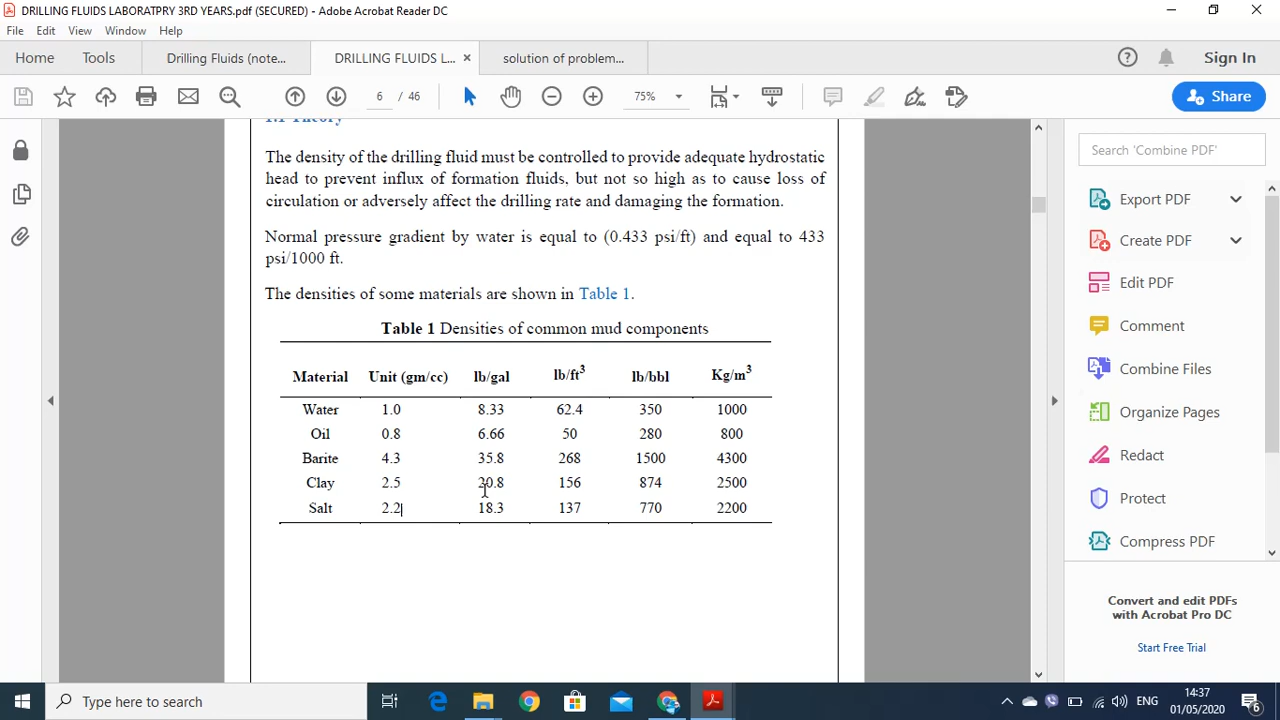 DRILLING FLUIDS LABORATPRY 3RD YEARS.pdf (SECURED) - Adobe Acrobat Reader DC
File Edit View Window Help
Home Tools Drilling Fluids (note... DRILLING FLUIDS L... × solution of problem... Sign In
6 / 46 75% Share
1.1 Theory
The density of the drilling fluid must be controlled to provide adequate hydrostatic
head to prevent influx of formation fluids, but not so high as to cause loss of
circulation or adversely affect the drilling rate and damaging the formation.
Normal pressure gradient by water is equal to (0.433 psi/ft) and equal to 433
psi/1000 ft.
The densities of some materials are shown in Table 1.
Table 1 Densities of common mud components
Material Unit (gm/cc) lb/gal lb/ft³ lb/bbl Kg/m³
Water 1.0 8.33 62.4 350 1000
Oil 0.8 6.66 50 280 800
Barite 4.3 35.8 268 1500 4300
Clay 2.5 20.8 156 874 2500
Salt 2.2 18.3 137 770 2200
Search 'Combine PDF'
Export PDF
Create PDF
Edit PDF
Comment
Combine Files
Organize Pages
Redact
Protect
Compress PDF
Convert and edit PDFs
with Acrobat Pro DC
Start Free Trial
Type here to search
ENG
14:37
01/05/2020
6